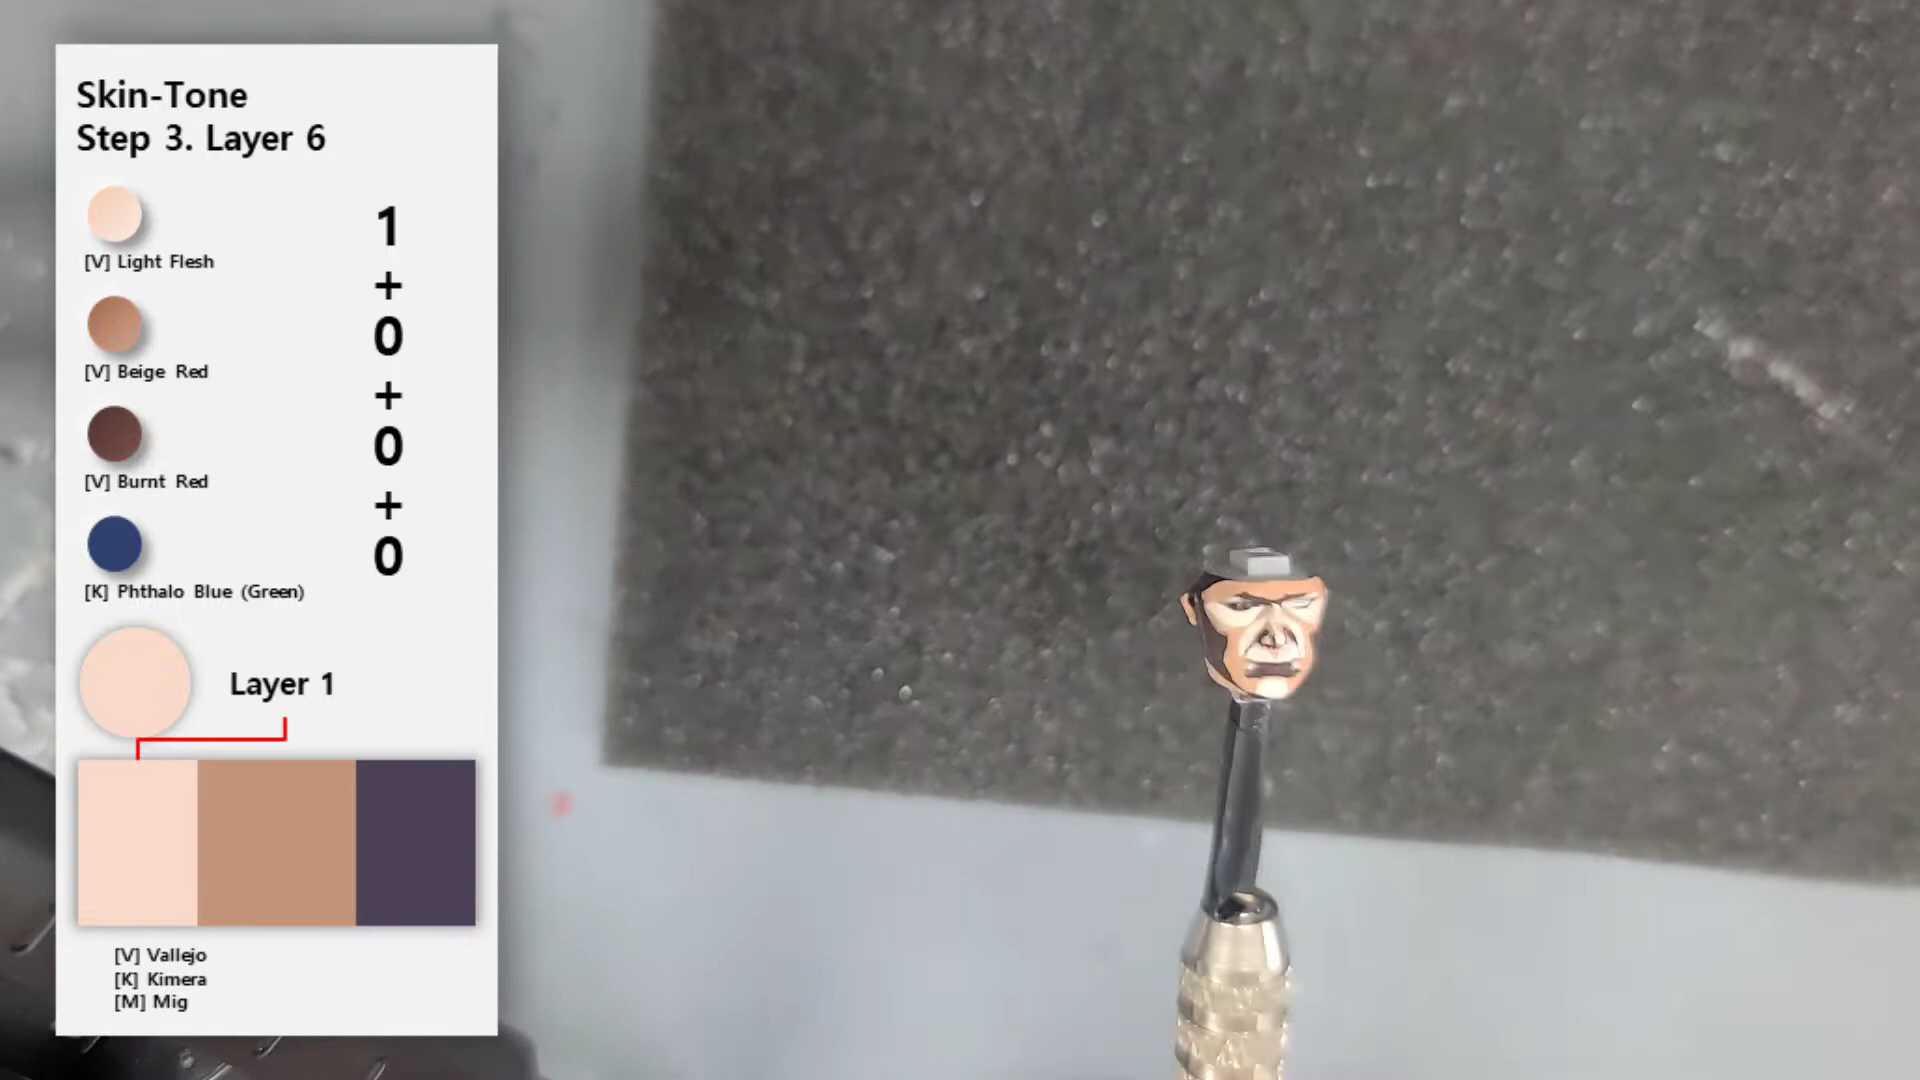 Skin-Tone
Step 3. Layer 6
1
[V] Light Flesh
+
0
[V] Beige Red
+
0
[V] Burnt Red
+
0
[K] Phthalo Blue (Green)
Layer 1
[V] Vallejo
[K] Kimera
[M] Mig